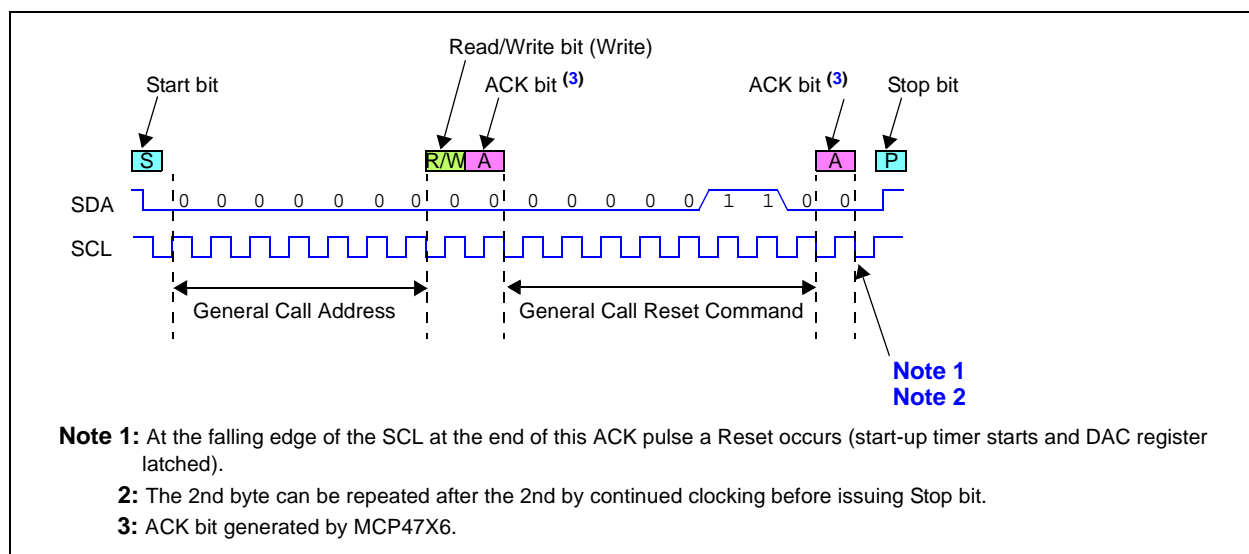 Read/Write bit (Write)
Start bit ACK bit (3) ACK bit (3) Stop bit
S R/W A A P
SDA 0 0 0 0 0 0 0 0 0 0 0 0 0 0 1 1 0 0
SCL
General Call Address General Call Reset Command
Note 1
Note 2
Note 1: At the falling edge of the SCL at the end of this ACK pulse a Reset occurs (start-up timer starts and DAC register
latched).
2: The 2nd byte can be repeated after the 2nd by continued clocking before issuing Stop bit.
3: ACK bit generated by MCP47X6.